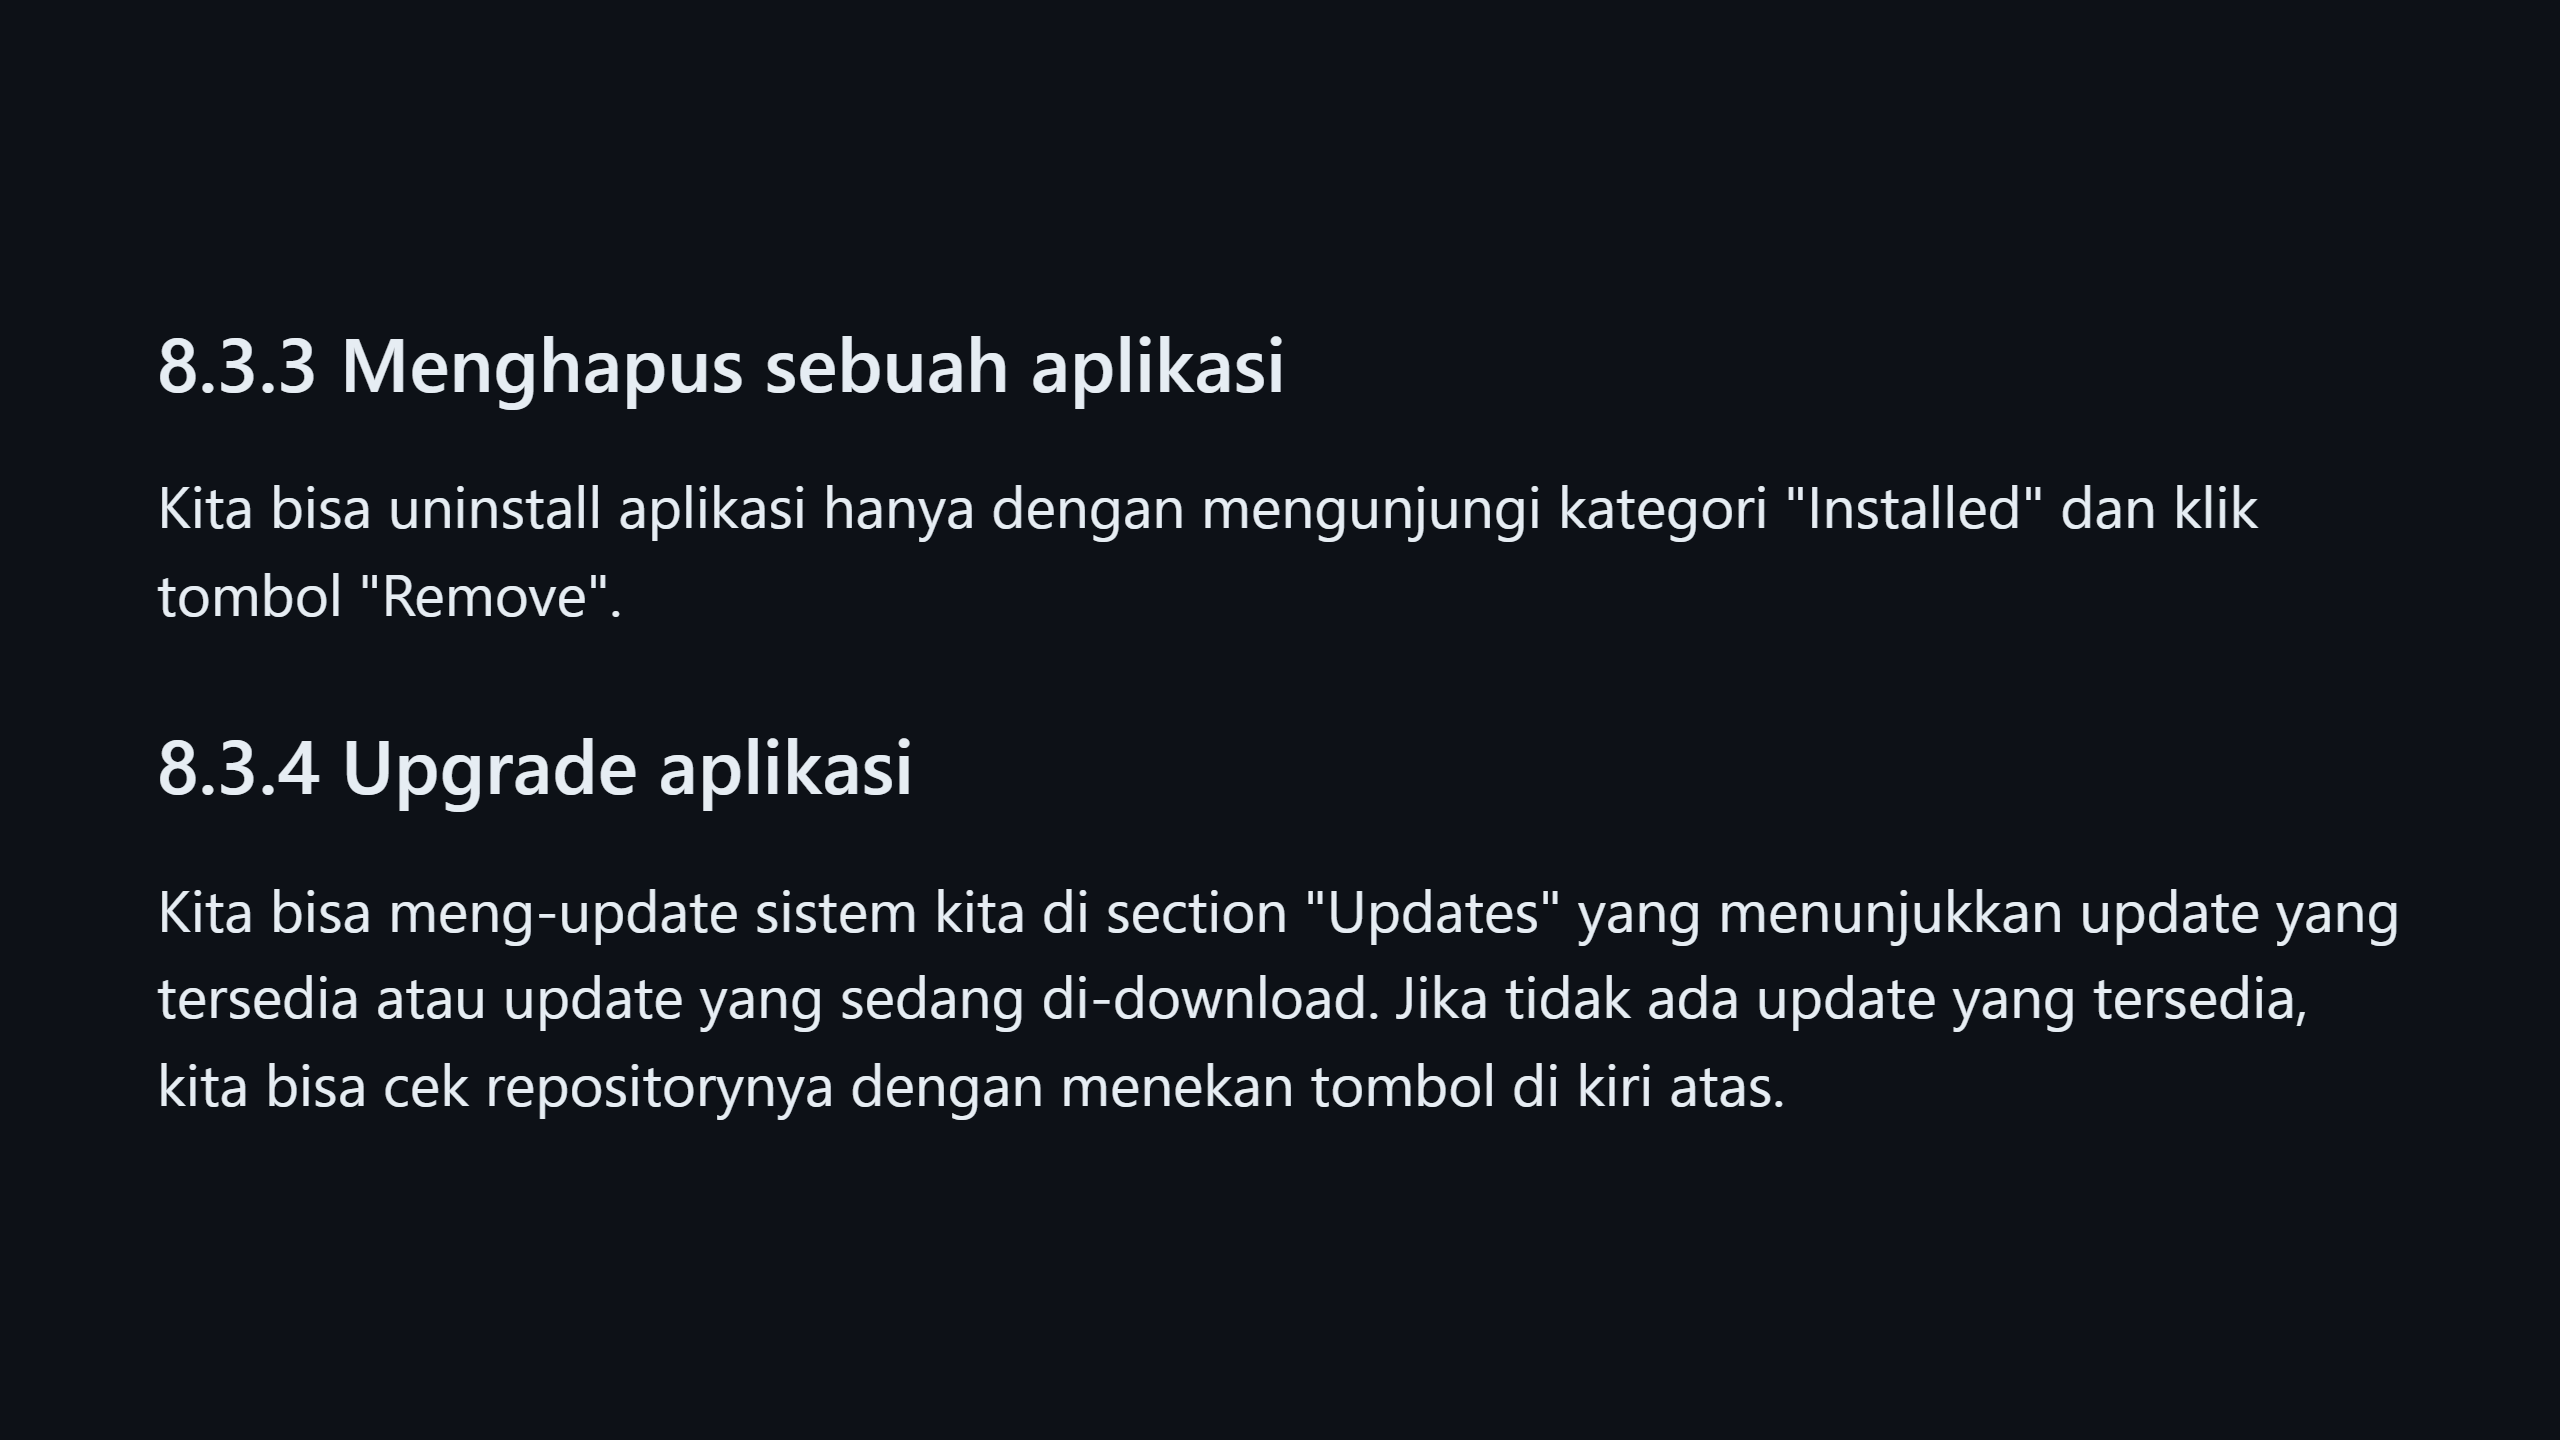 8.3.3 Menghapus sebuah aplikasi
Kita bisa uninstall aplikasi hanya dengan mengunjungi kategori "Installed" dan klik
tombol "Remove".
8.3.4 Upgrade aplikasi
Kita bisa meng-update sistem kita di section "Updates" yang menunjukkan update yang
tersedia atau update yang sedang di-download. Jika tidak ada update yang tersedia,
kita bisa cek repositorynya dengan menekan tombol di kiri atas.